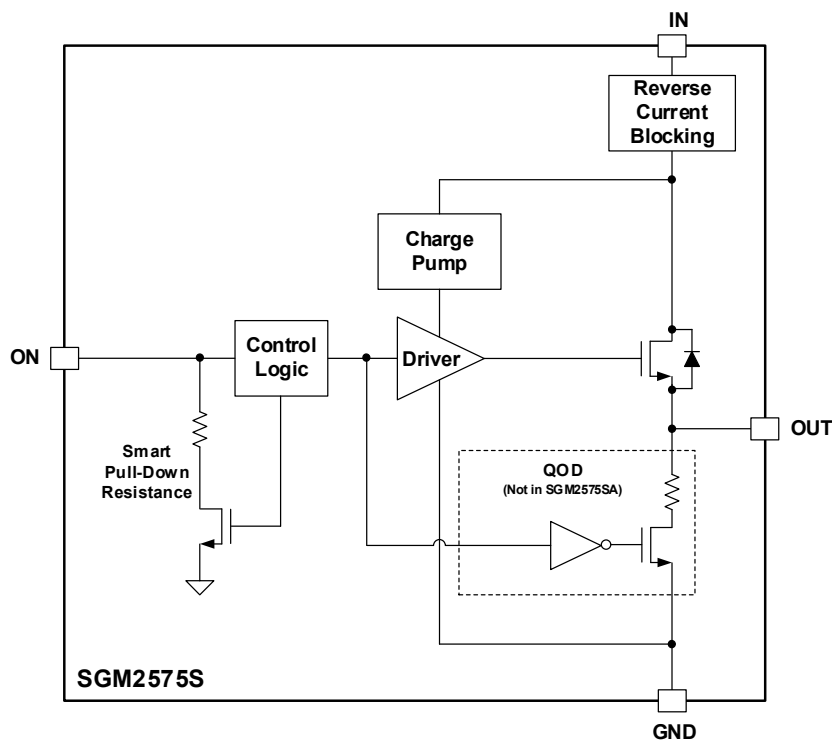 IN
Reverse
Current
Blocking
Charge
Pump
ON
Control
Logic
Driver
OUT
Smart
Pull-Down
Resistance
QOD
(Not in SGM2575SA)
SGM2575S
GND